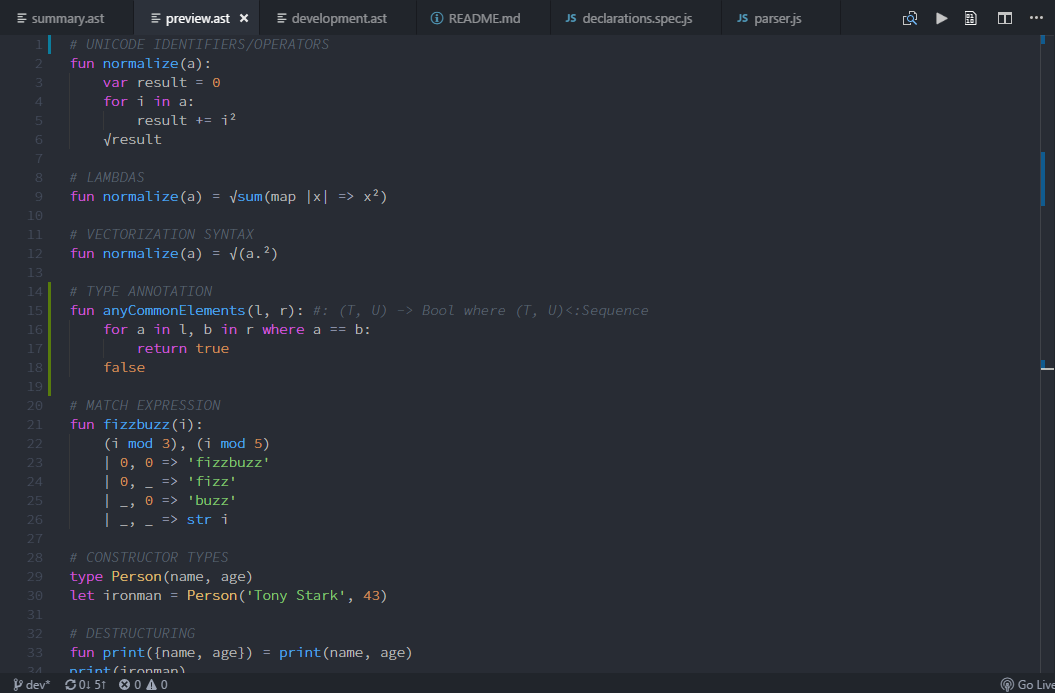 summary.ast preview.ast × development.ast README.md JS declarations.spec.js JS parser.js ···
1 # UNICODE IDENTIFIERS/OPERATORS
2 fun normalize(a):
3     var result = 0
4     for i in a:
5         result += i²
6     √result
7
8 # LAMBDAS
9 fun normalize(a) = √sum(map |x| => x²)
10
11 # VECTORIZATION SYNTAX
12 fun normalize(a) = √(a.²)
13
14 # TYPE ANNOTATION
15 fun anyCommonElements(l, r): #: (T, U) -> Bool where (T, U)<:Sequence
16     for a in l, b in r where a == b:
17         return true
18     false
19
20 # MATCH EXPRESSION
21 fun fizzbuzz(i):
22     (i mod 3), (i mod 5)
23     | 0, 0 => 'fizzbuzz'
24     | 0, _ => 'fizz'
25     | _, 0 => 'buzz'
26     | _, _ => str i
27
28 # CONSTRUCTOR TYPES
29 type Person(name, age)
30 let ironman = Person('Tony Stark', 43)
31
32 # DESTRUCTURING
33 fun print({name, age}) = print(name, age)
34 print(ironman)
dev* 0↓ 5↑ 0 0 Go Live